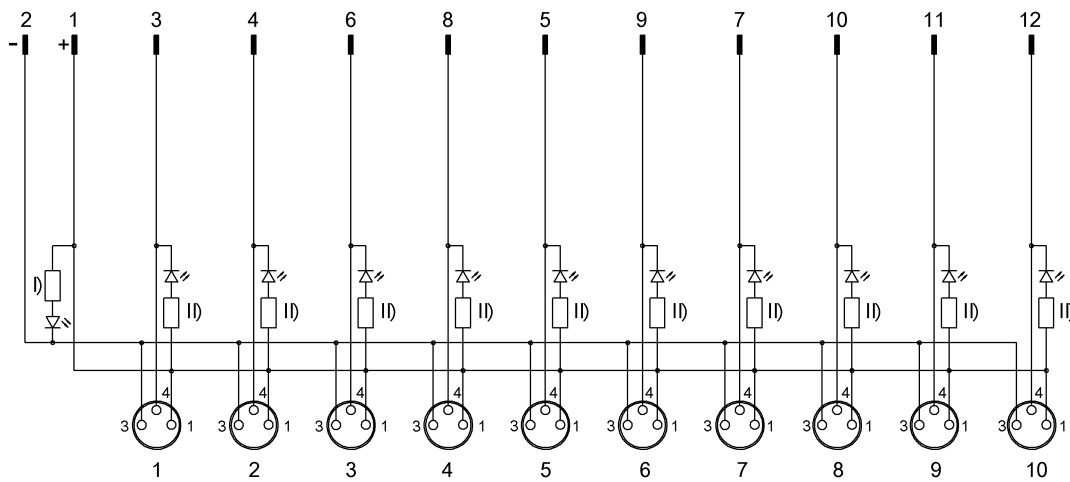 2 1 3 4 6 8 5 9 7 10 11 12
- +
I) II) II) II) II) II) II) II) II) II) II)
4 4 4 4 4 4 4 4 4 4
3 1 3 1 3 1 3 1 3 1 3 1 3 1 3 1 3 1 3 1
1 2 3 4 5 6 7 8 9 10